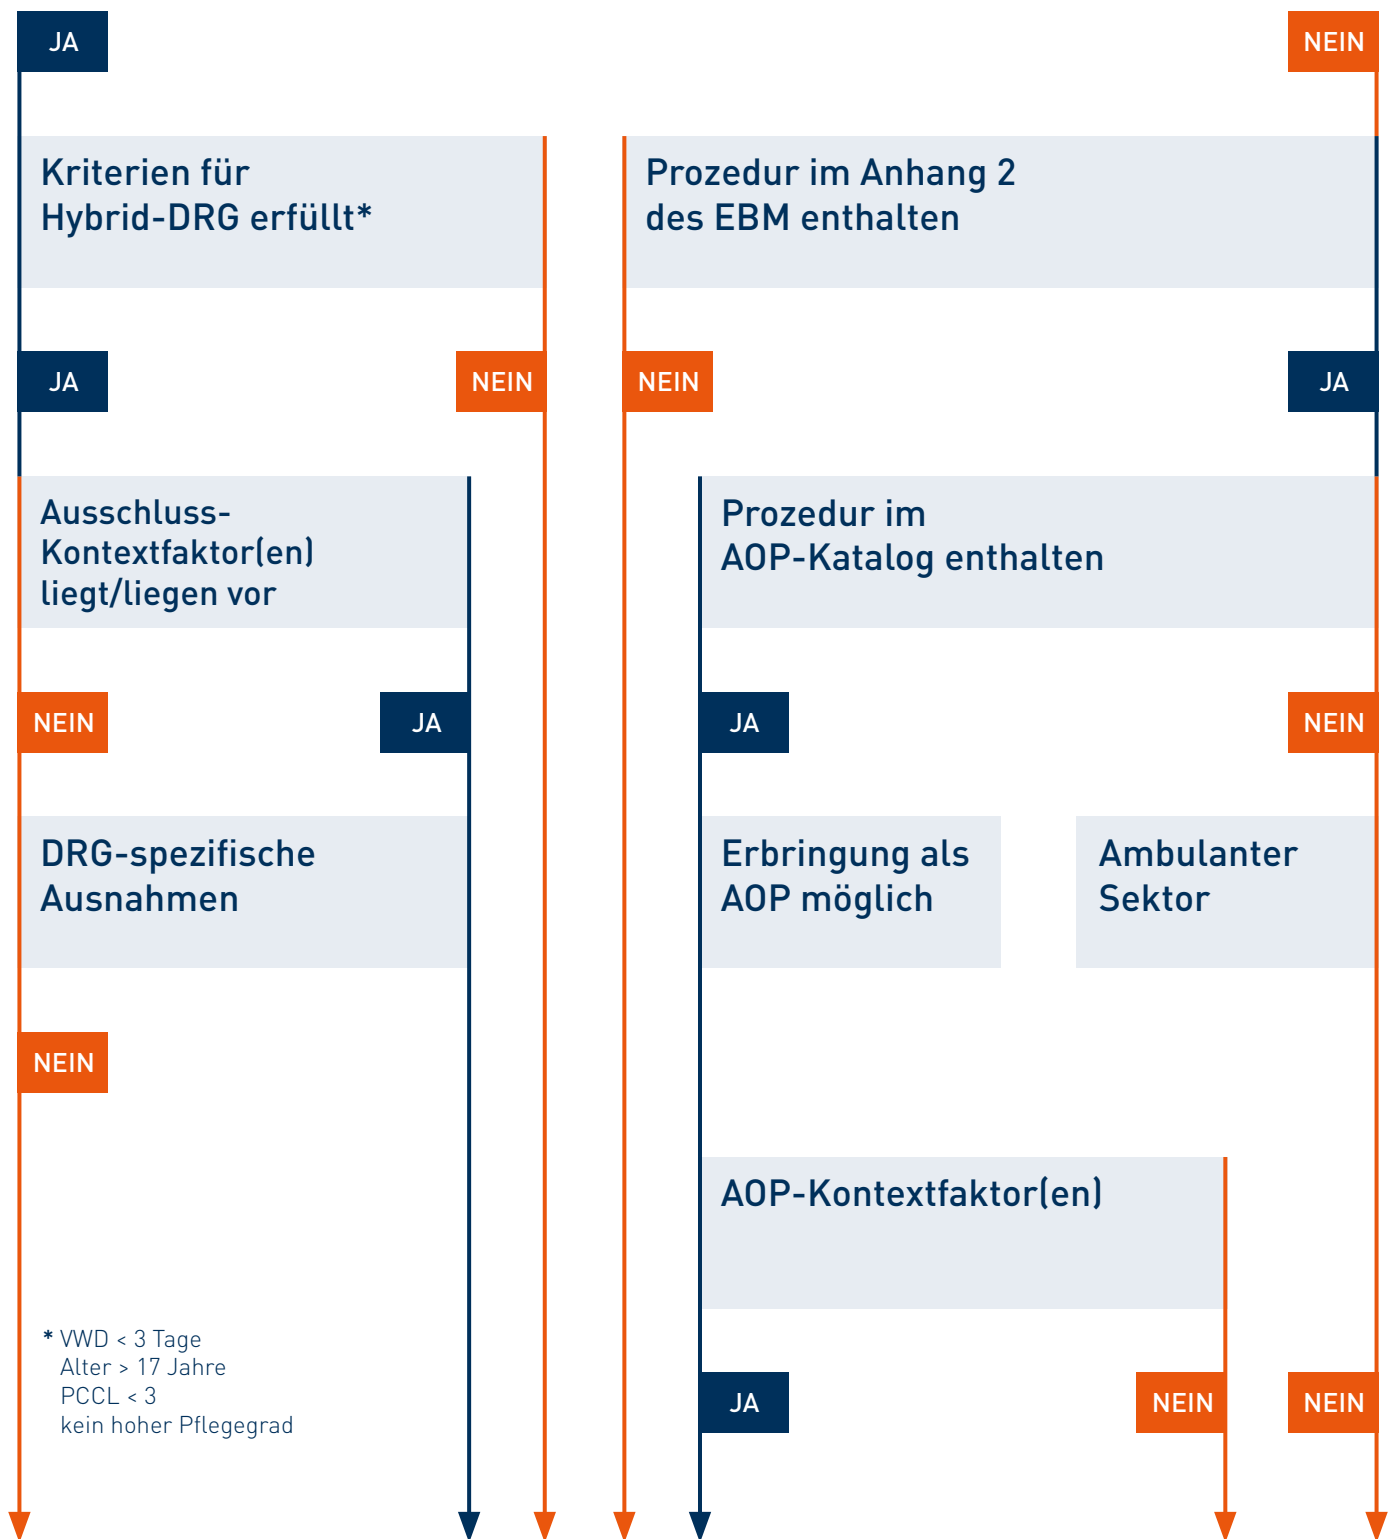 JA
NEIN
Kriterien für
Hybrid-DRG erfüllt*
Prozedur im Anhang 2
des EBM enthalten
JA
NEIN
NEIN
JA
Ausschluss-
Kontextfaktor(en)
liegt/liegen vor
Prozedur im
AOP-Katalog enthalten
NEIN
JA
JA
NEIN
DRG-spezifische
Ausnahmen
Erbringung als
AOP möglich
Ambulanter
Sektor
NEIN
AOP-Kontextfaktor(en)
* VWD < 3 Tage
Alter > 17 Jahre
PCCL < 3
kein hoher Pflegegrad
JA
NEIN
NEIN